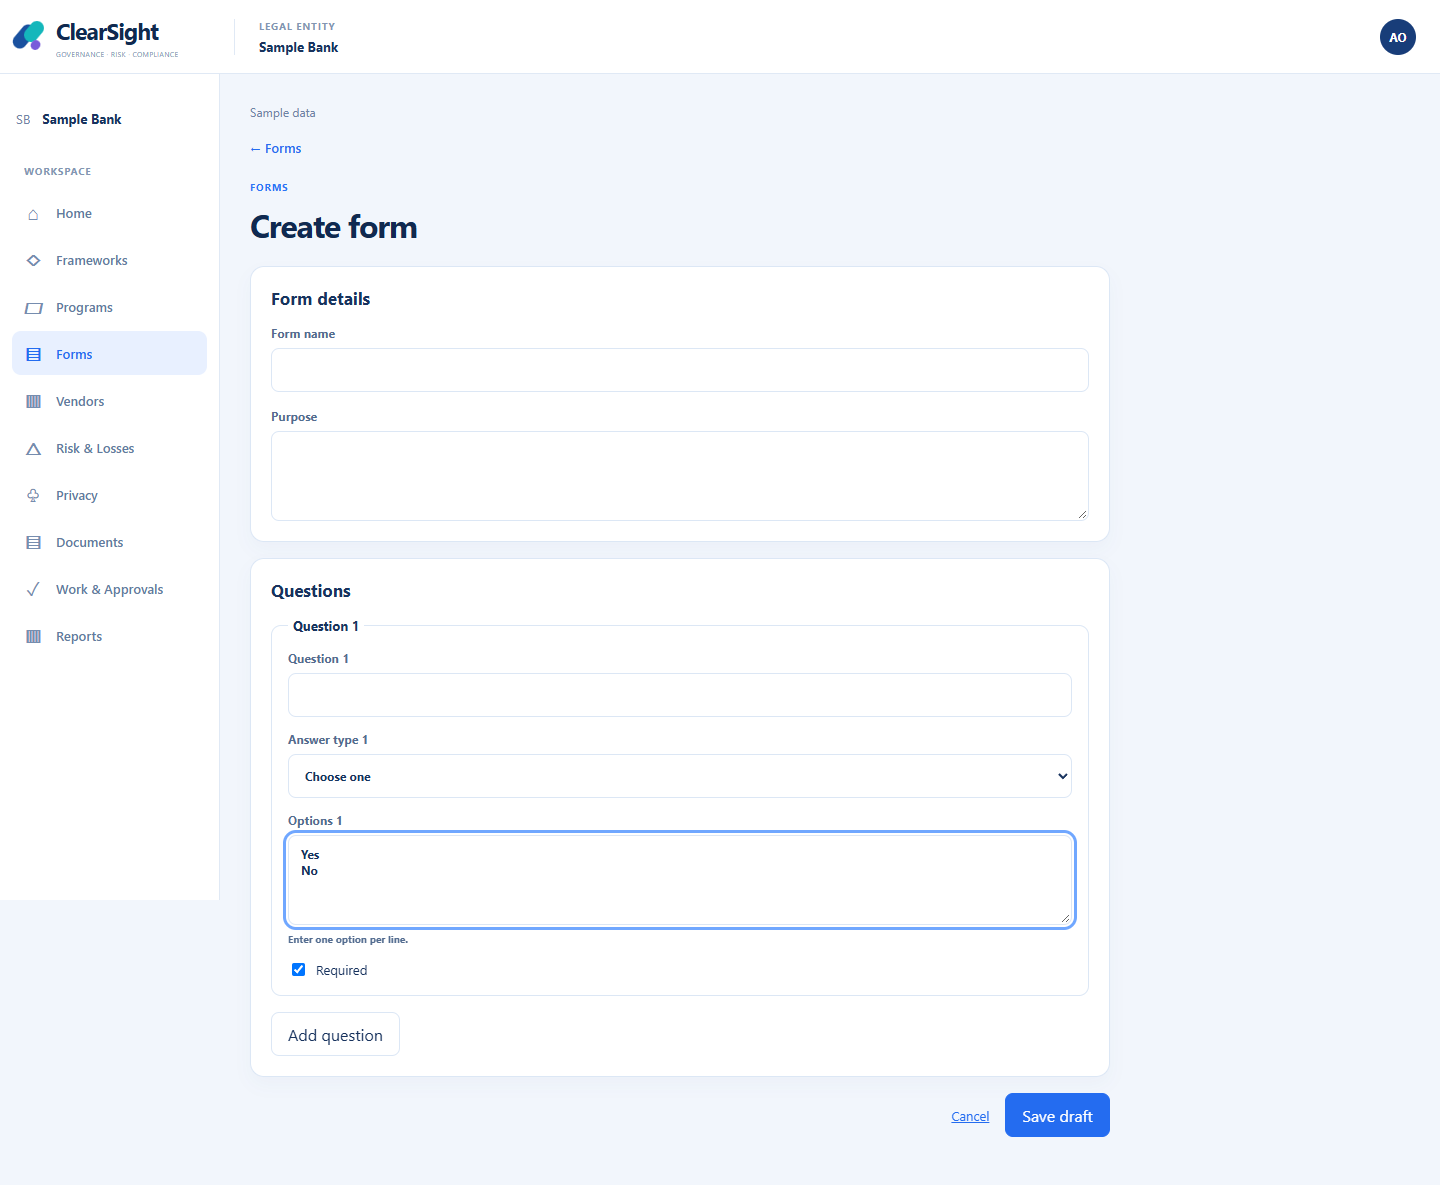 ClearSight
GOVERNANCE · RISK · COMPLIANCE
LEGAL ENTITY
Sample Bank
AO
SB Sample Bank
WORKSPACE
Home
Frameworks
Programs
Forms
Vendors
Risk & Losses
Privacy
Documents
Work & Approvals
Reports
Sample data
← Forms
FORMS
Create form
Form details
Form name
Purpose
Questions
Question 1
Question 1
Answer type 1
Choose one
Options 1
Yes
No
Enter one option per line.
Required
Add question
Cancel
Save draft